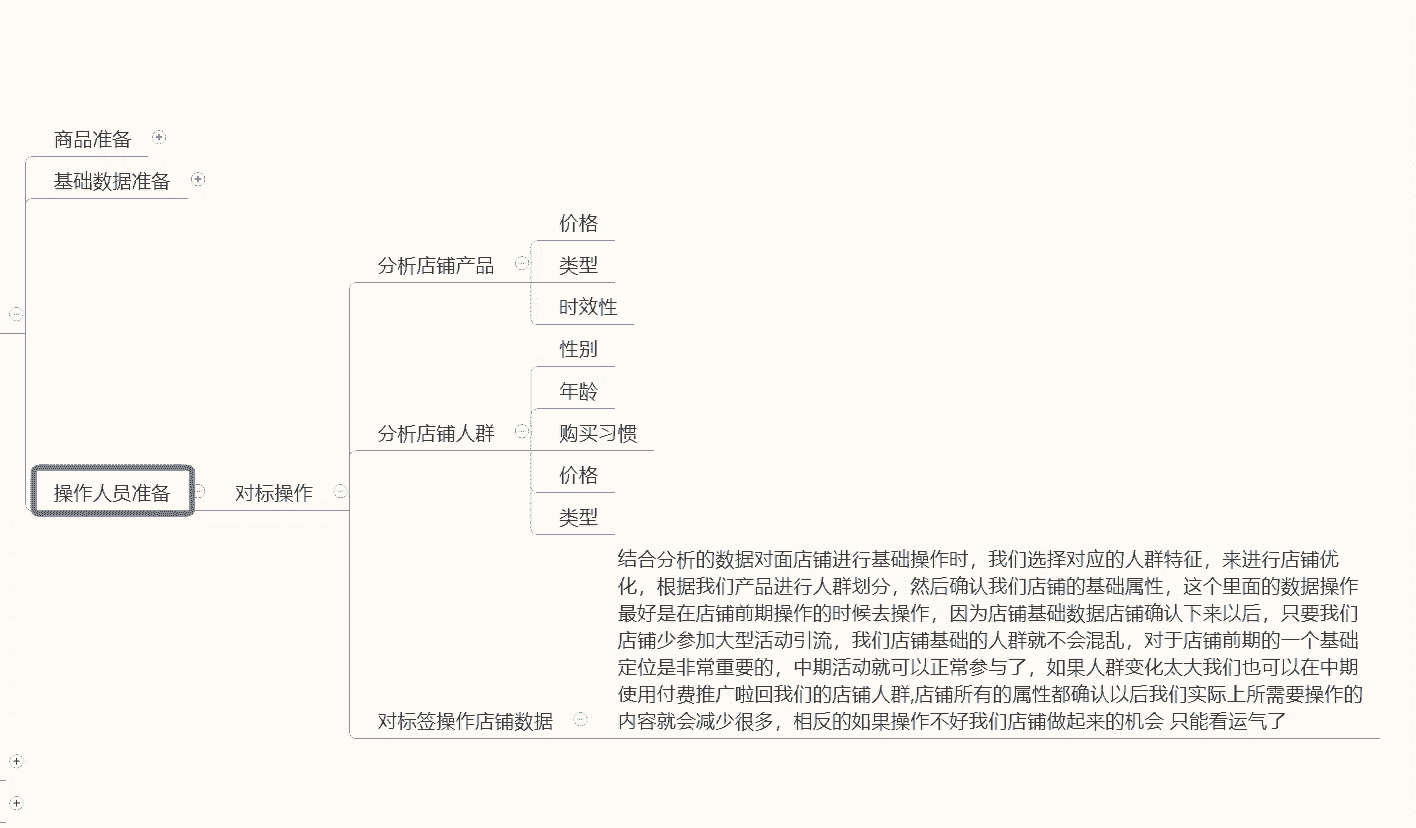 商品准备
基础数据准备
价格
分析店铺产品
类型
时效性
性别
年龄
分析店铺人群
购买习惯
价格
类型
操作人员准备
对标操作
结合分析的数据对面店铺进行基础操作时，我们选择对应的人群特征，来进行店铺优
化，根据我们产品进行人群划分，然后确认我们店铺的基础属性，这个里面的数据操作
最好是在店铺前期操作的时候去操作，因为店铺基础数据店铺确认下来以后，只要我们
店铺少参加大型活动引流，我们店铺基础的人群就不会混乱，对于店铺前期的一个基础
定位是非常重要的，中期活动就可以正常参与了，如果人群变化太大我们也可以在中期
使用付费推广啦回我们的店铺人群,店铺所有的属性都确认以后我们实际上所需要操作的
内容就会减少很多，相反的如果操作不好我们店铺做起来的机会 只能看运气了
对标签操作店铺数据